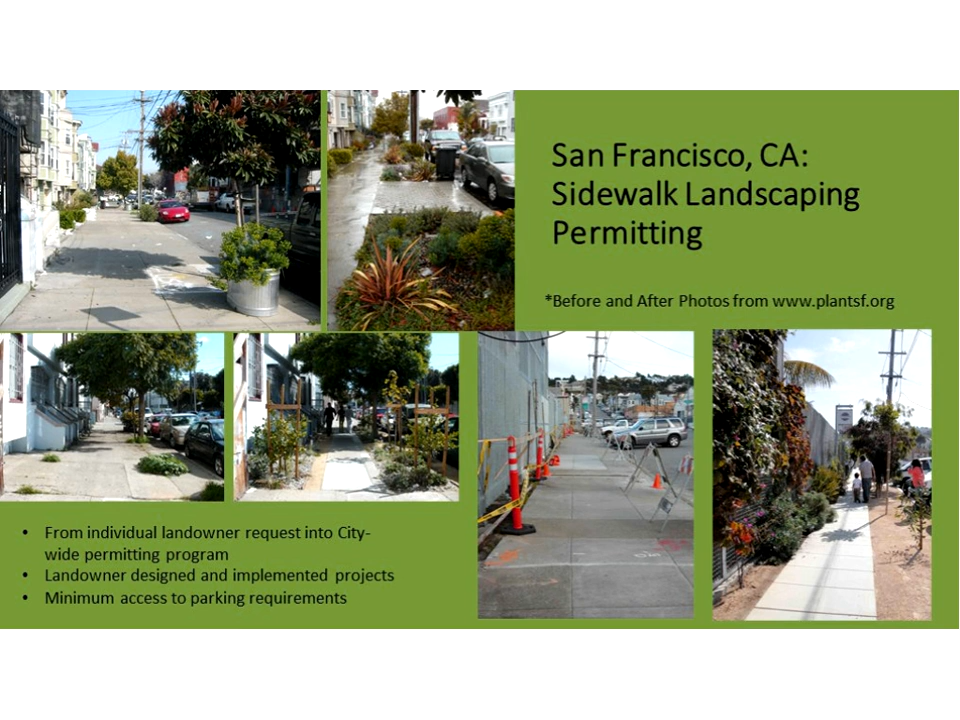 San Francisco, CA:
Sidewalk Landscaping
Permitting
*Before and After Photos from www.plantsf.org
• From individual landowner request into City-
wide permitting program
• Landowner designed and implemented projects
• Minimum access to parking requirements